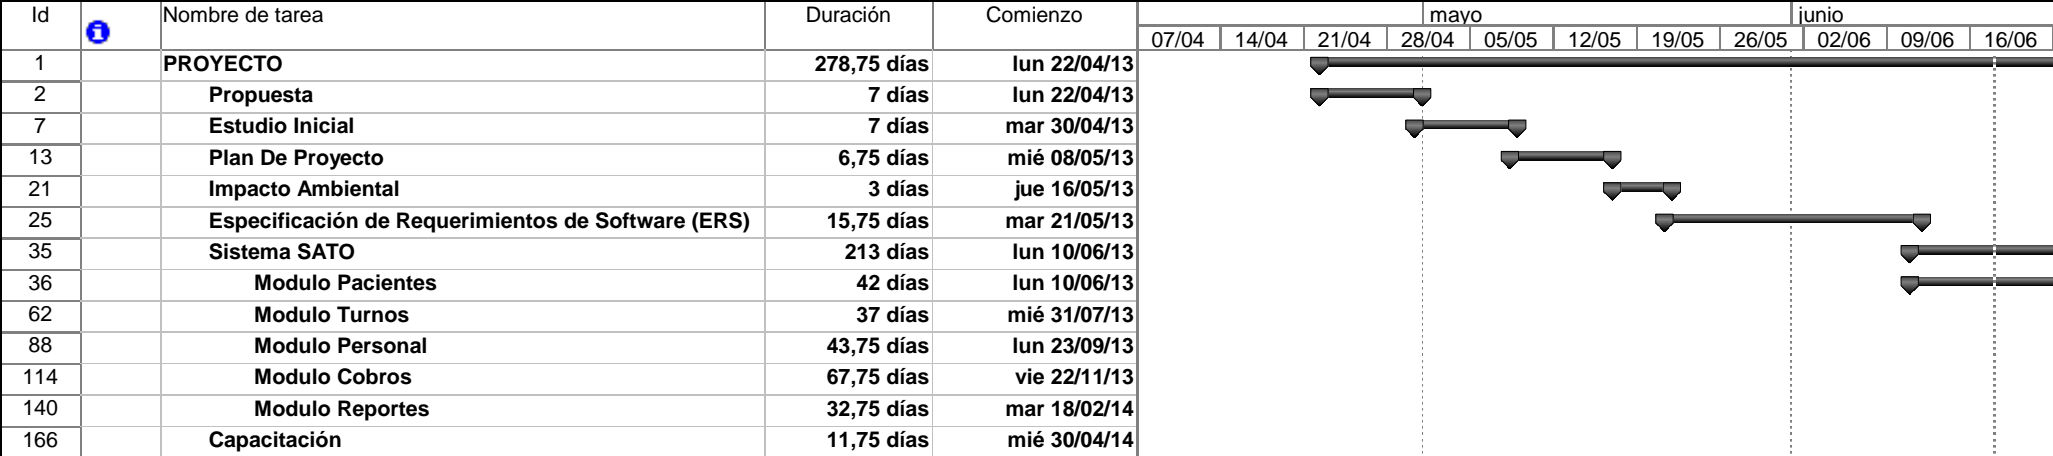 Id Nombre de tarea Duración Comienzo mayo junio
07/04 14/04 21/04 28/04 05/05 12/05 19/05 26/05 02/06 09/06 16/06
1 PROYECTO 278,75 días lun 22/04/13
2 Propuesta 7 días lun 22/04/13
7 Estudio Inicial 7 días mar 30/04/13
13 Plan De Proyecto 6,75 días mié 08/05/13
21 Impacto Ambiental 3 días jue 16/05/13
25 Especificación de Requerimientos de Software (ERS) 15,75 días mar 21/05/13
35 Sistema SATO 213 días lun 10/06/13
36 Modulo Pacientes 42 días lun 10/06/13
62 Modulo Turnos 37 días mié 31/07/13
88 Modulo Personal 43,75 días lun 23/09/13
114 Modulo Cobros 67,75 días vie 22/11/13
140 Modulo Reportes 32,75 días mar 18/02/14
166 Capacitación 11,75 días mié 30/04/14